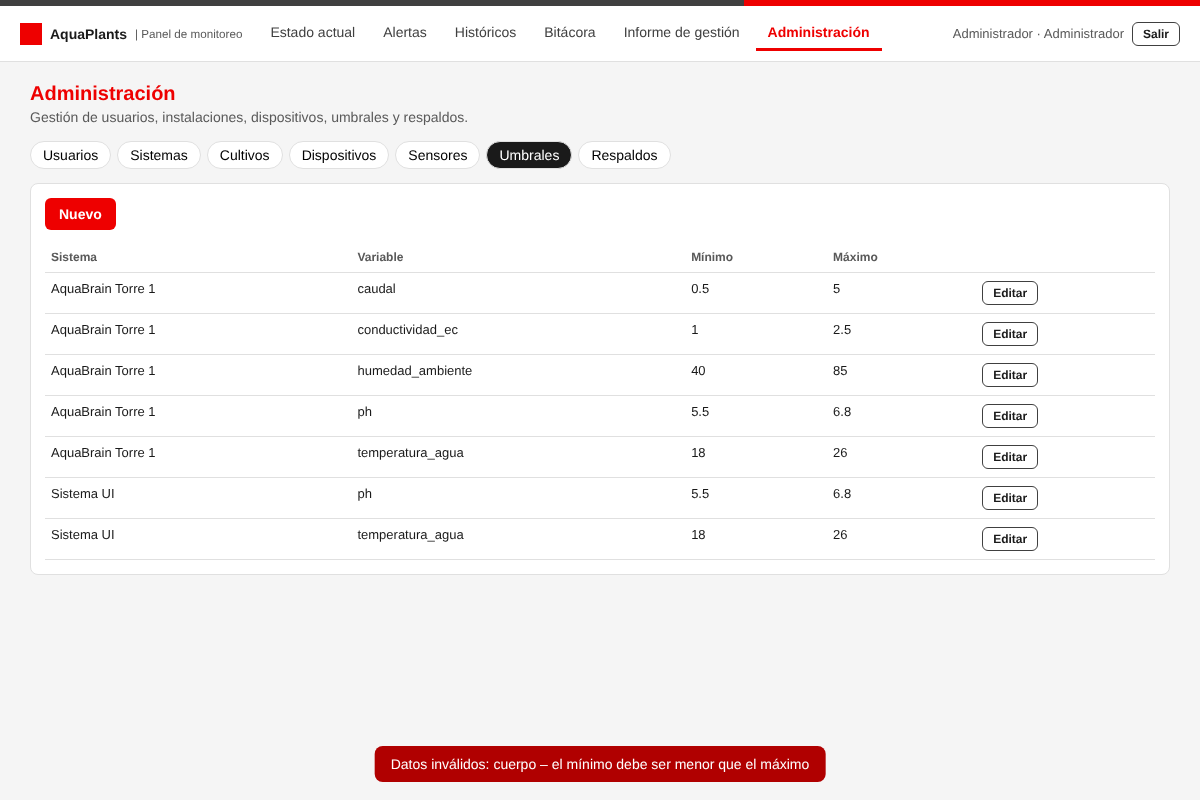 AquaPlants | Panel de monitoreo Estado actual Alertas Históricos Bitácora Informe de gestión Administración Administrador · Administrador Salir
Administración
Gestión de usuarios, instalaciones, dispositivos, umbrales y respaldos.
Usuarios Sistemas Cultivos Dispositivos Sensores Umbrales Respaldos
Nuevo
Sistema Variable Mínimo Máximo
AquaBrain Torre 1 caudal 0.5 5 Editar
AquaBrain Torre 1 conductividad_ec 1 2.5 Editar
AquaBrain Torre 1 humedad_ambiente 40 85 Editar
AquaBrain Torre 1 ph 5.5 6.8 Editar
AquaBrain Torre 1 temperatura_agua 18 26 Editar
Sistema UI ph 5.5 6.8 Editar
Sistema UI temperatura_agua 18 26 Editar
Datos inválidos: cuerpo – el mínimo debe ser menor que el máximo